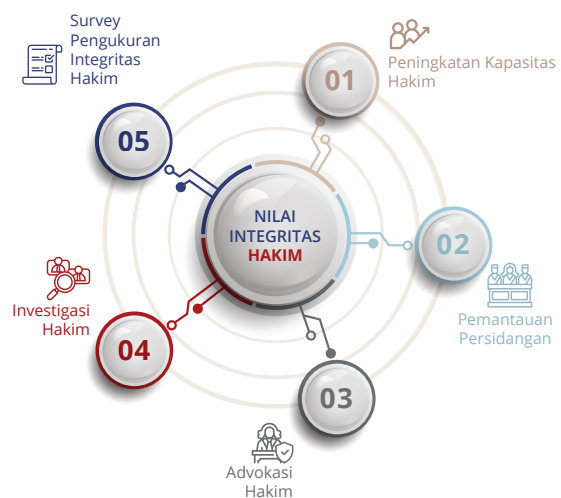 NILAI
INTEGRITAS
HAKIM
01
Peningkatan Kapasitas
Hakim
02
Pemantauan
Persidangan
03
Advokasi
Hakim
04
Investigasi
Hakim
05
Survey
Pengukuran
Integritas
Hakim